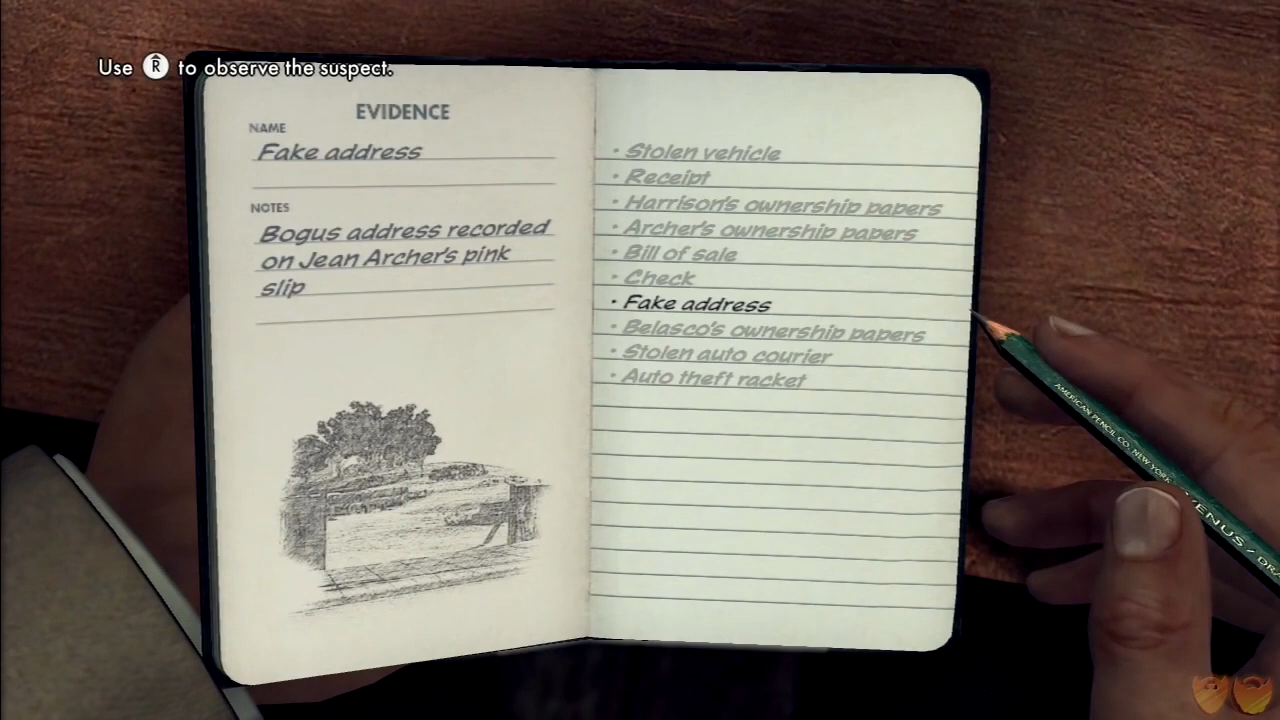 Use R to observe the suspect.
EVIDENCE
NAME
Fake address
NOTES
Bogus address recorded
on Jean Archer's pink
slip
• Stolen vehicle
• Receipt
• Harrison's ownership papers
• Archer's ownership papers
• Bill of sale
• Check
• Fake address
• Belasco's ownership papers
• Stolen auto courier
• Auto theft racket
AMERICAN PENCIL CO. NEW YORK
VENUS / DRA